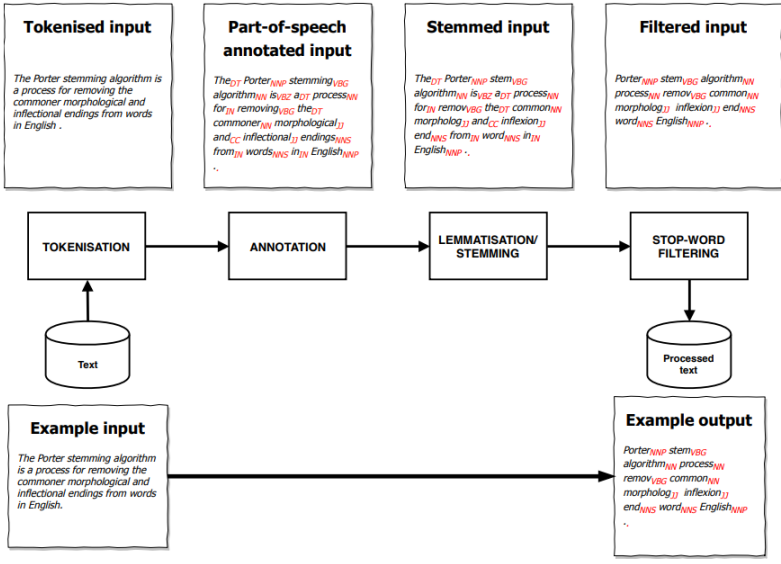 Tokenised input
The Porter stemming algorithm is
a process for removing the
commoner morphological and
inflectional endings from words
in English .
Part-of-speech
annotated input
The DT Porter NNP stemming VBG
algorithm NN is VBZ a DT process NN
for IN removing VBG the DT
commoner NN morphological JJ
and CC inflectional JJ endings NNS
from IN words NNS in IN English NNP
. .
Stemmed input
The DT Porter NNP stem VBG
algorithm NN is VBZ a DT process NN
for IN remov VBG the DT common NN
morpholog JJ and CC inflexion JJ
end NNS from IN word NNS in IN
English NNP . .
Filtered input
Porter NNP stem VBG algorithm NN
process NN remov VBG common NN
morpholog JJ inflexion JJ end NNS
word NNS English NNP . .
TOKENISATION
ANNOTATION
LEMMATISATION/
STEMMING
STOP-WORD
FILTERING
Text
Processed
text
Example input
The Porter stemming algorithm
is a process for removing the
commoner morphological and
inflectional endings from words
in English.
Example output
Porter NNP stem VBG
algorithm NN process NN
remov VBG common NN
morpholog JJ inflexion JJ
end NNS word NNS English NNP
. .